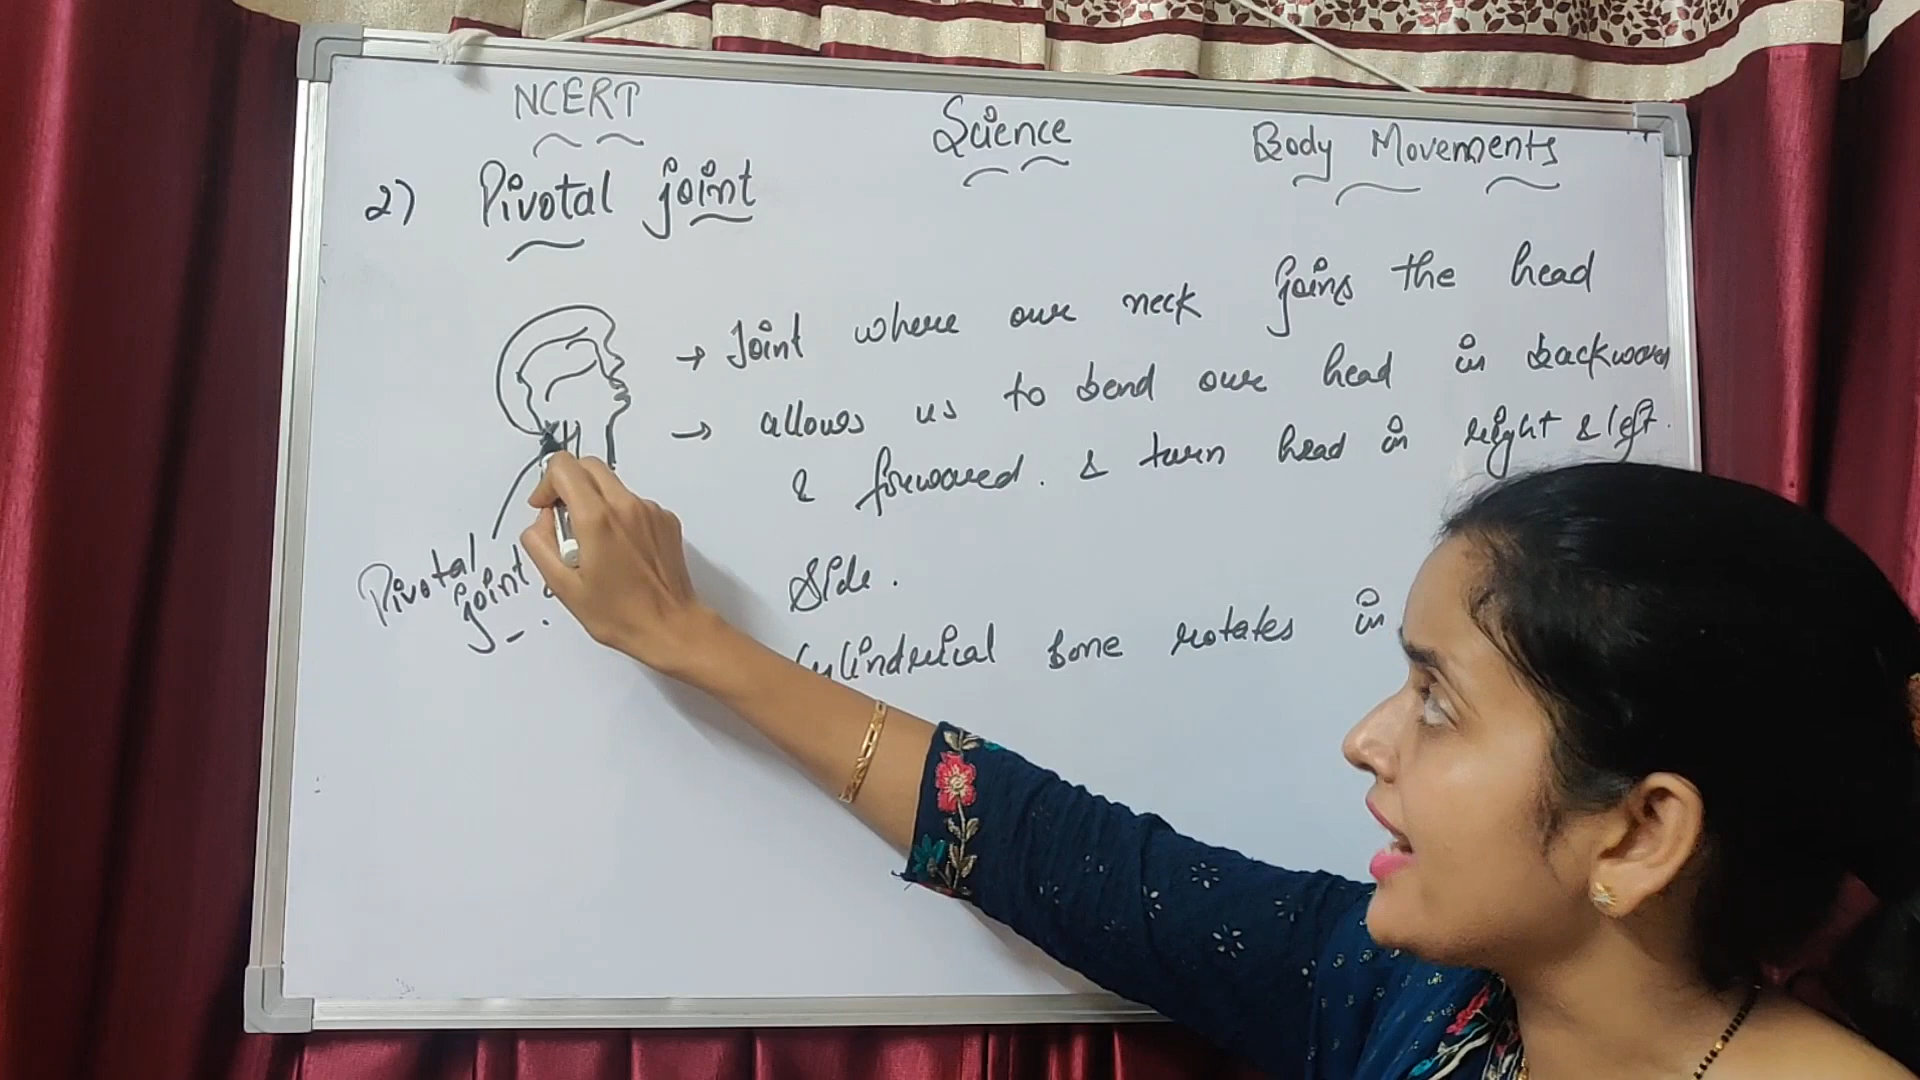 NCERT Science Body Movements
2) Pivotal joint
→ Joint where our neck joins the head
→ allows us to bend our head in backward
& forward. & turn head in right & left.
side.
Cylindrical bone rotates in
Pivotal
joint